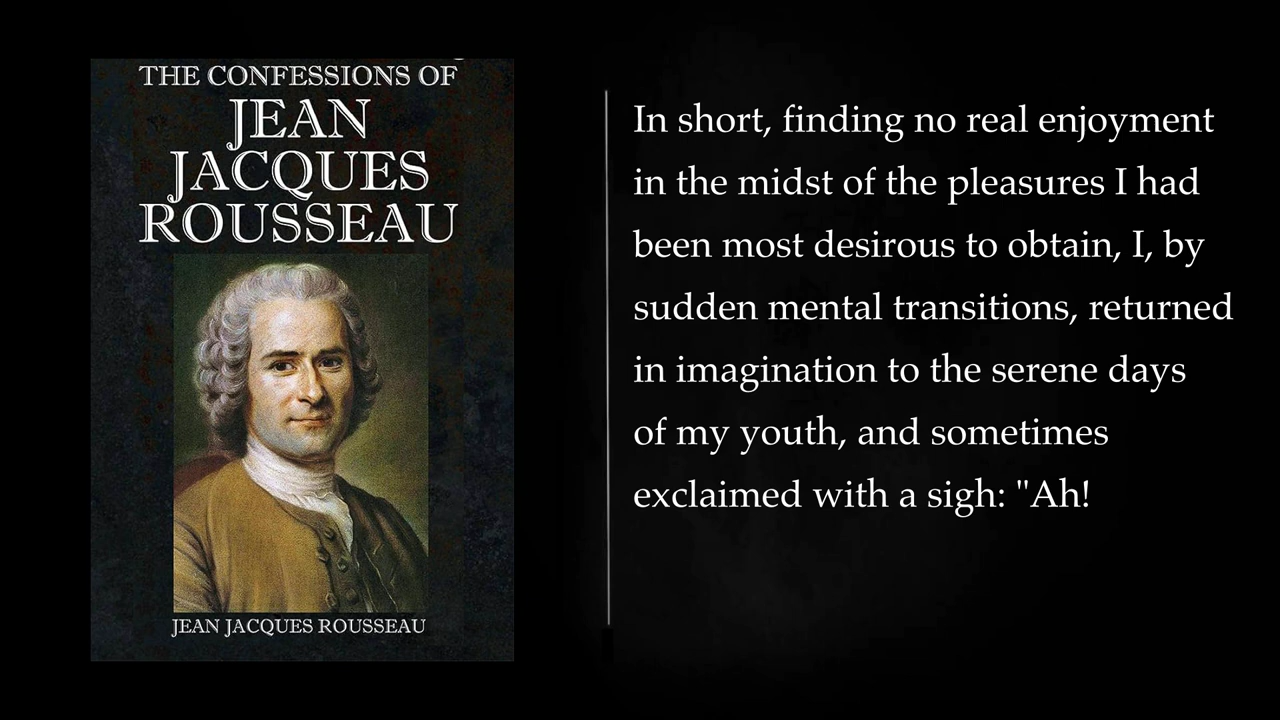 THE CONFESSIONS OF
JEAN
JACQUES
ROUSSEAU
JEAN JACQUES ROUSSEAU
In short, finding no real enjoyment
in the midst of the pleasures I had
been most desirous to obtain, I, by
sudden mental transitions, returned
in imagination to the serene days
of my youth, and sometimes
exclaimed with a sigh: "Ah!